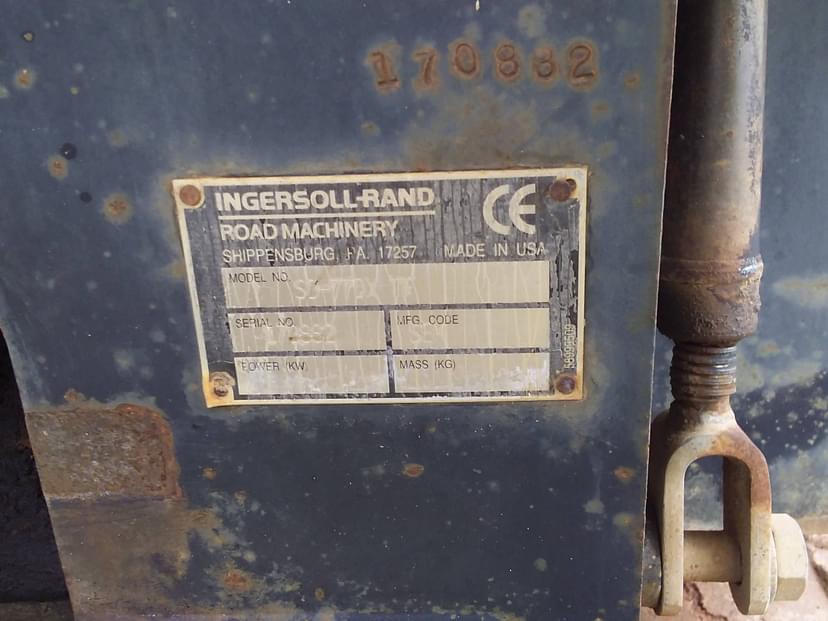 170882
INGERSOLL-RAND
ROAD MACHINERY
CE
SHIPPENSBURG, PA. 17257 MADE IN USA
MODEL NO.
SERIAL NO. MFG. CODE
POWER (KW) MASS (KG)